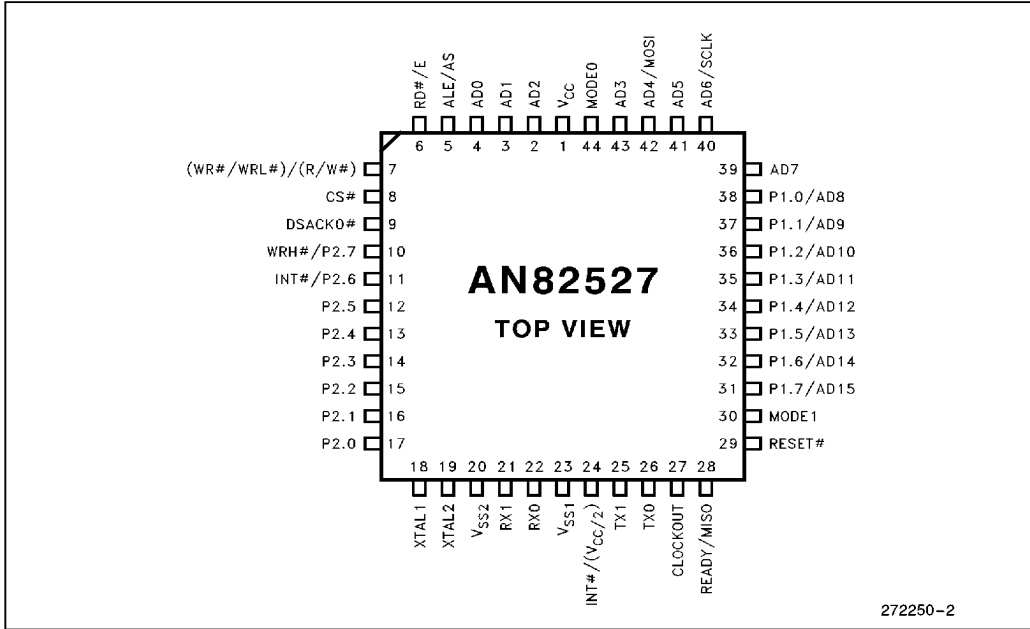 RD#/E
ALE/AS
AD0
AD1
AD2
VCC
MODE0
AD3
AD4/MOSI
AD5
AD6/SCLK
6 5 4 3 2 1 44 43 42 41 40
(WR#/WRL#)/(R/W#) 7
CS# 8
DSACK0# 9
WRH#/P2.7 10
INT#/P2.6 11
P2.5 12
P2.4 13
P2.3 14
P2.2 15
P2.1 16
P2.0 17
AN82527
TOP VIEW
39 AD7
38 P1.0/AD8
37 P1.1/AD9
36 P1.2/AD10
35 P1.3/AD11
34 P1.4/AD12
33 P1.5/AD13
32 P1.6/AD14
31 P1.7/AD15
30 MODE1
29 RESET#
18 19 20 21 22 23 24 25 26 27 28
XTAL1
XTAL2
VSS2
RX1
RX0
VSS1
INT#/(VCC/2)
TX1
TX0
CLOCKOUT
READY/MISO
272250-2